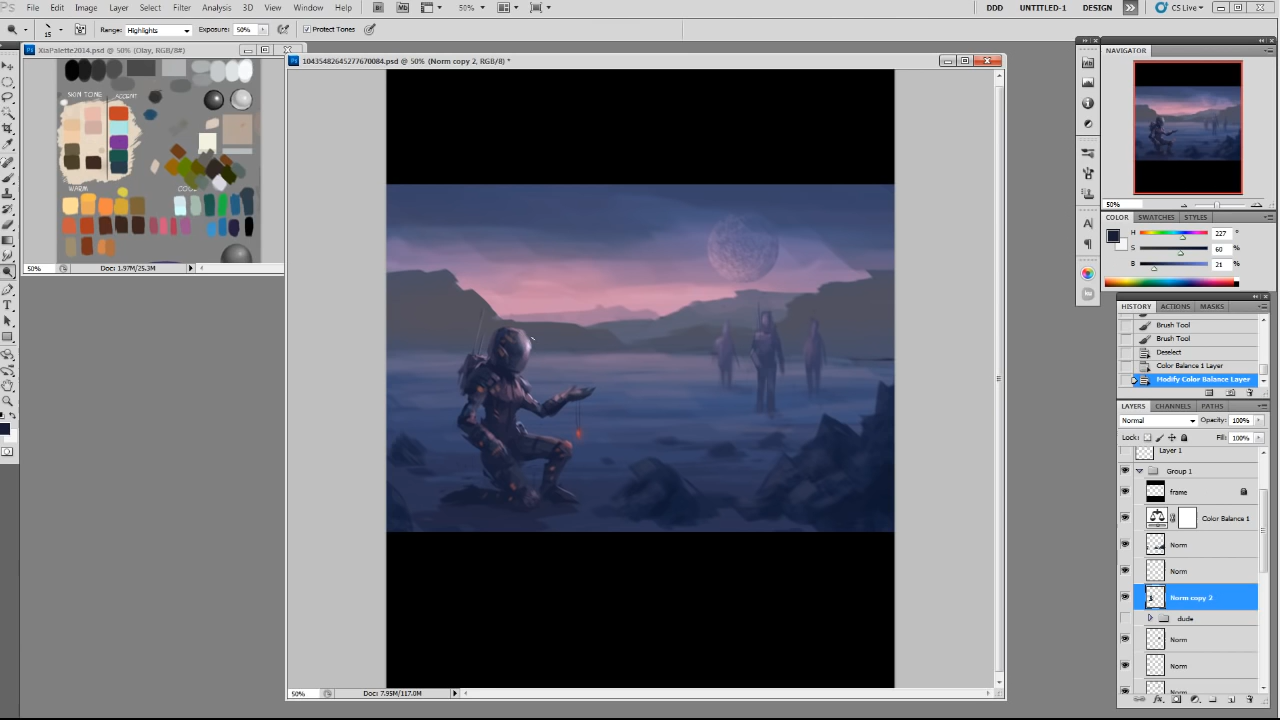 PS File Edit Image Layer Select Filter Analysis 3D View Window Help Mb 50% DDD UNTITLED-1 DESIGN CS Live
15 Range: Highlights Exposure: 50% Protect Tones
XiaPalette2014.psd @ 50% (Olay, RGB/8#)
SKIN TONE ACCENT
WARM
50% Doc: 1.97M/25.3M
10435482645277670084.psd @ 50% (Norm copy 2, RGB/8) *
50% Doc: 7.95M/117.0M
NAVIGATOR
50%
COLOR SWATCHES STYLES
H 227 °
S 60 %
B 21 %
HISTORY ACTIONS MASKS
Brush Tool
Brush Tool
Deselect
Color Balance 1 Layer
Modify Color Balance Layer
LAYERS CHANNELS PATHS
Normal Opacity: 100%
Lock: Fill: 100%
Layer 1
Group 1
frame
Color Balance 1
Norm
Norm
Norm copy 2
dude
Norm
Norm
Norm